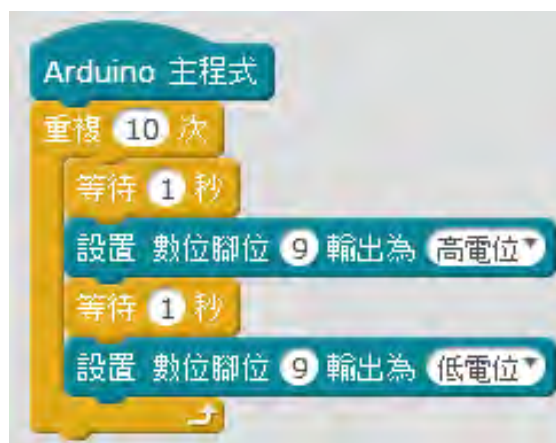 Arduino 主程式
重複 10 次
等待 1 秒
設置 數位腳位 9 輸出為 高電位
等待 1 秒
設置 數位腳位 9 輸出為 低電位